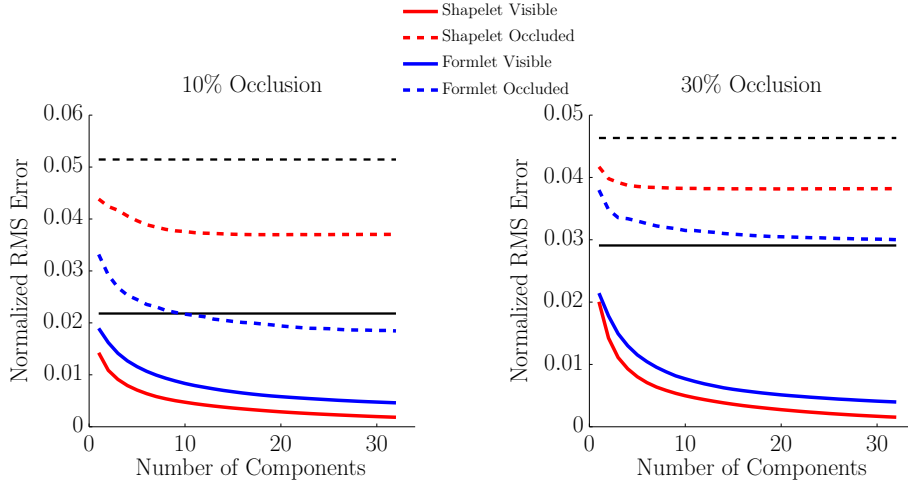 Shapelet Visible
Shapelet Occluded
Formlet Visible
Formlet Occluded
10% Occlusion
0.06
0.05
0.04
0.03
0.02
0.01
0
0
10
20
30
Normalized RMS Error
Number of Components
30% Occlusion
0.05
0.04
0.03
0.02
0.01
0
0
10
20
30
Normalized RMS Error
Number of Components